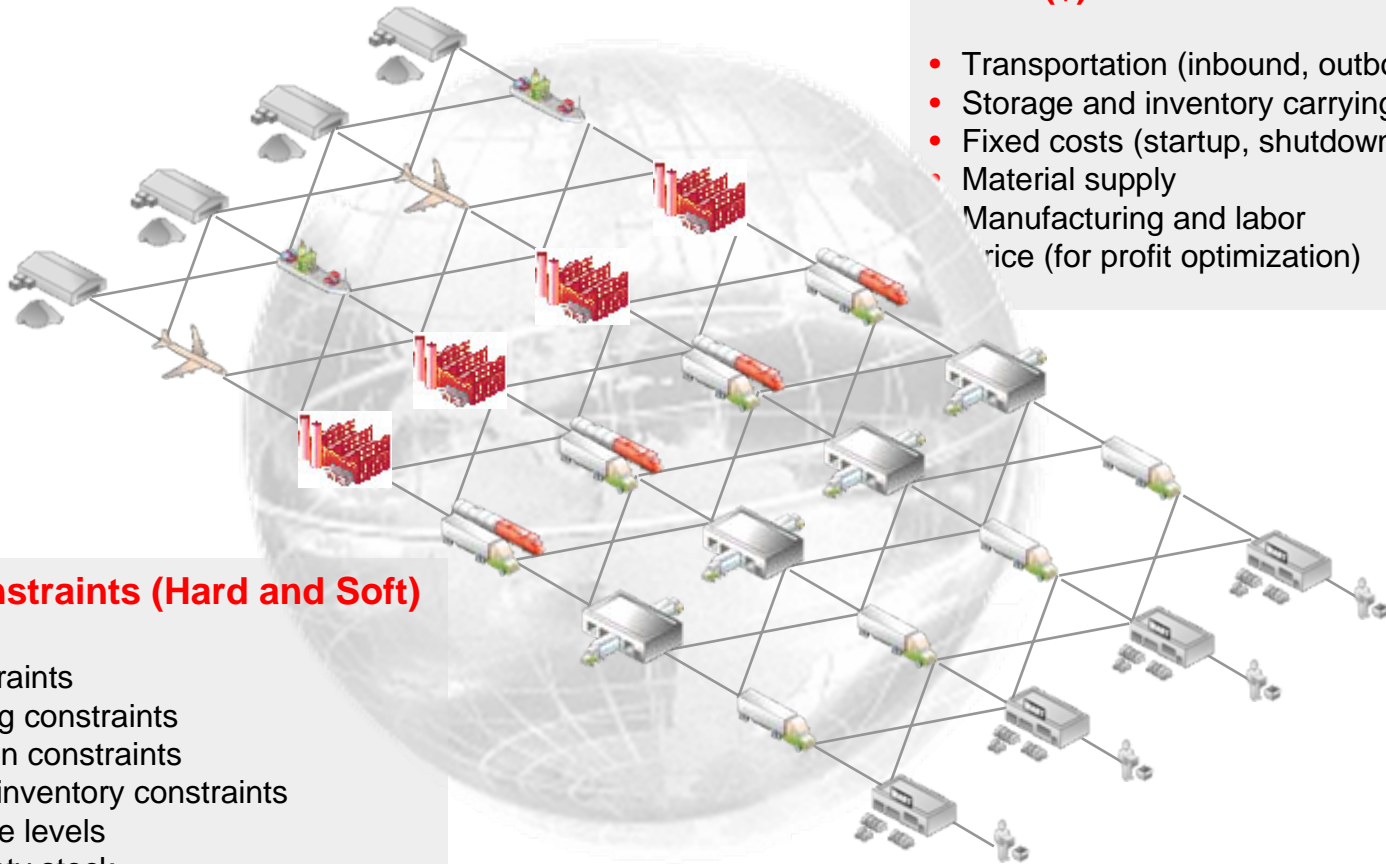 ($)
• Transportation (inbound, outbo
• Storage and inventory carrying
• Fixed costs (startup, shutdown
• Material supply
Manufacturing and labor
rice (for profit optimization)
nstraints (Hard and Soft)
raints
g constraints
n constraints
inventory constraints
e levels